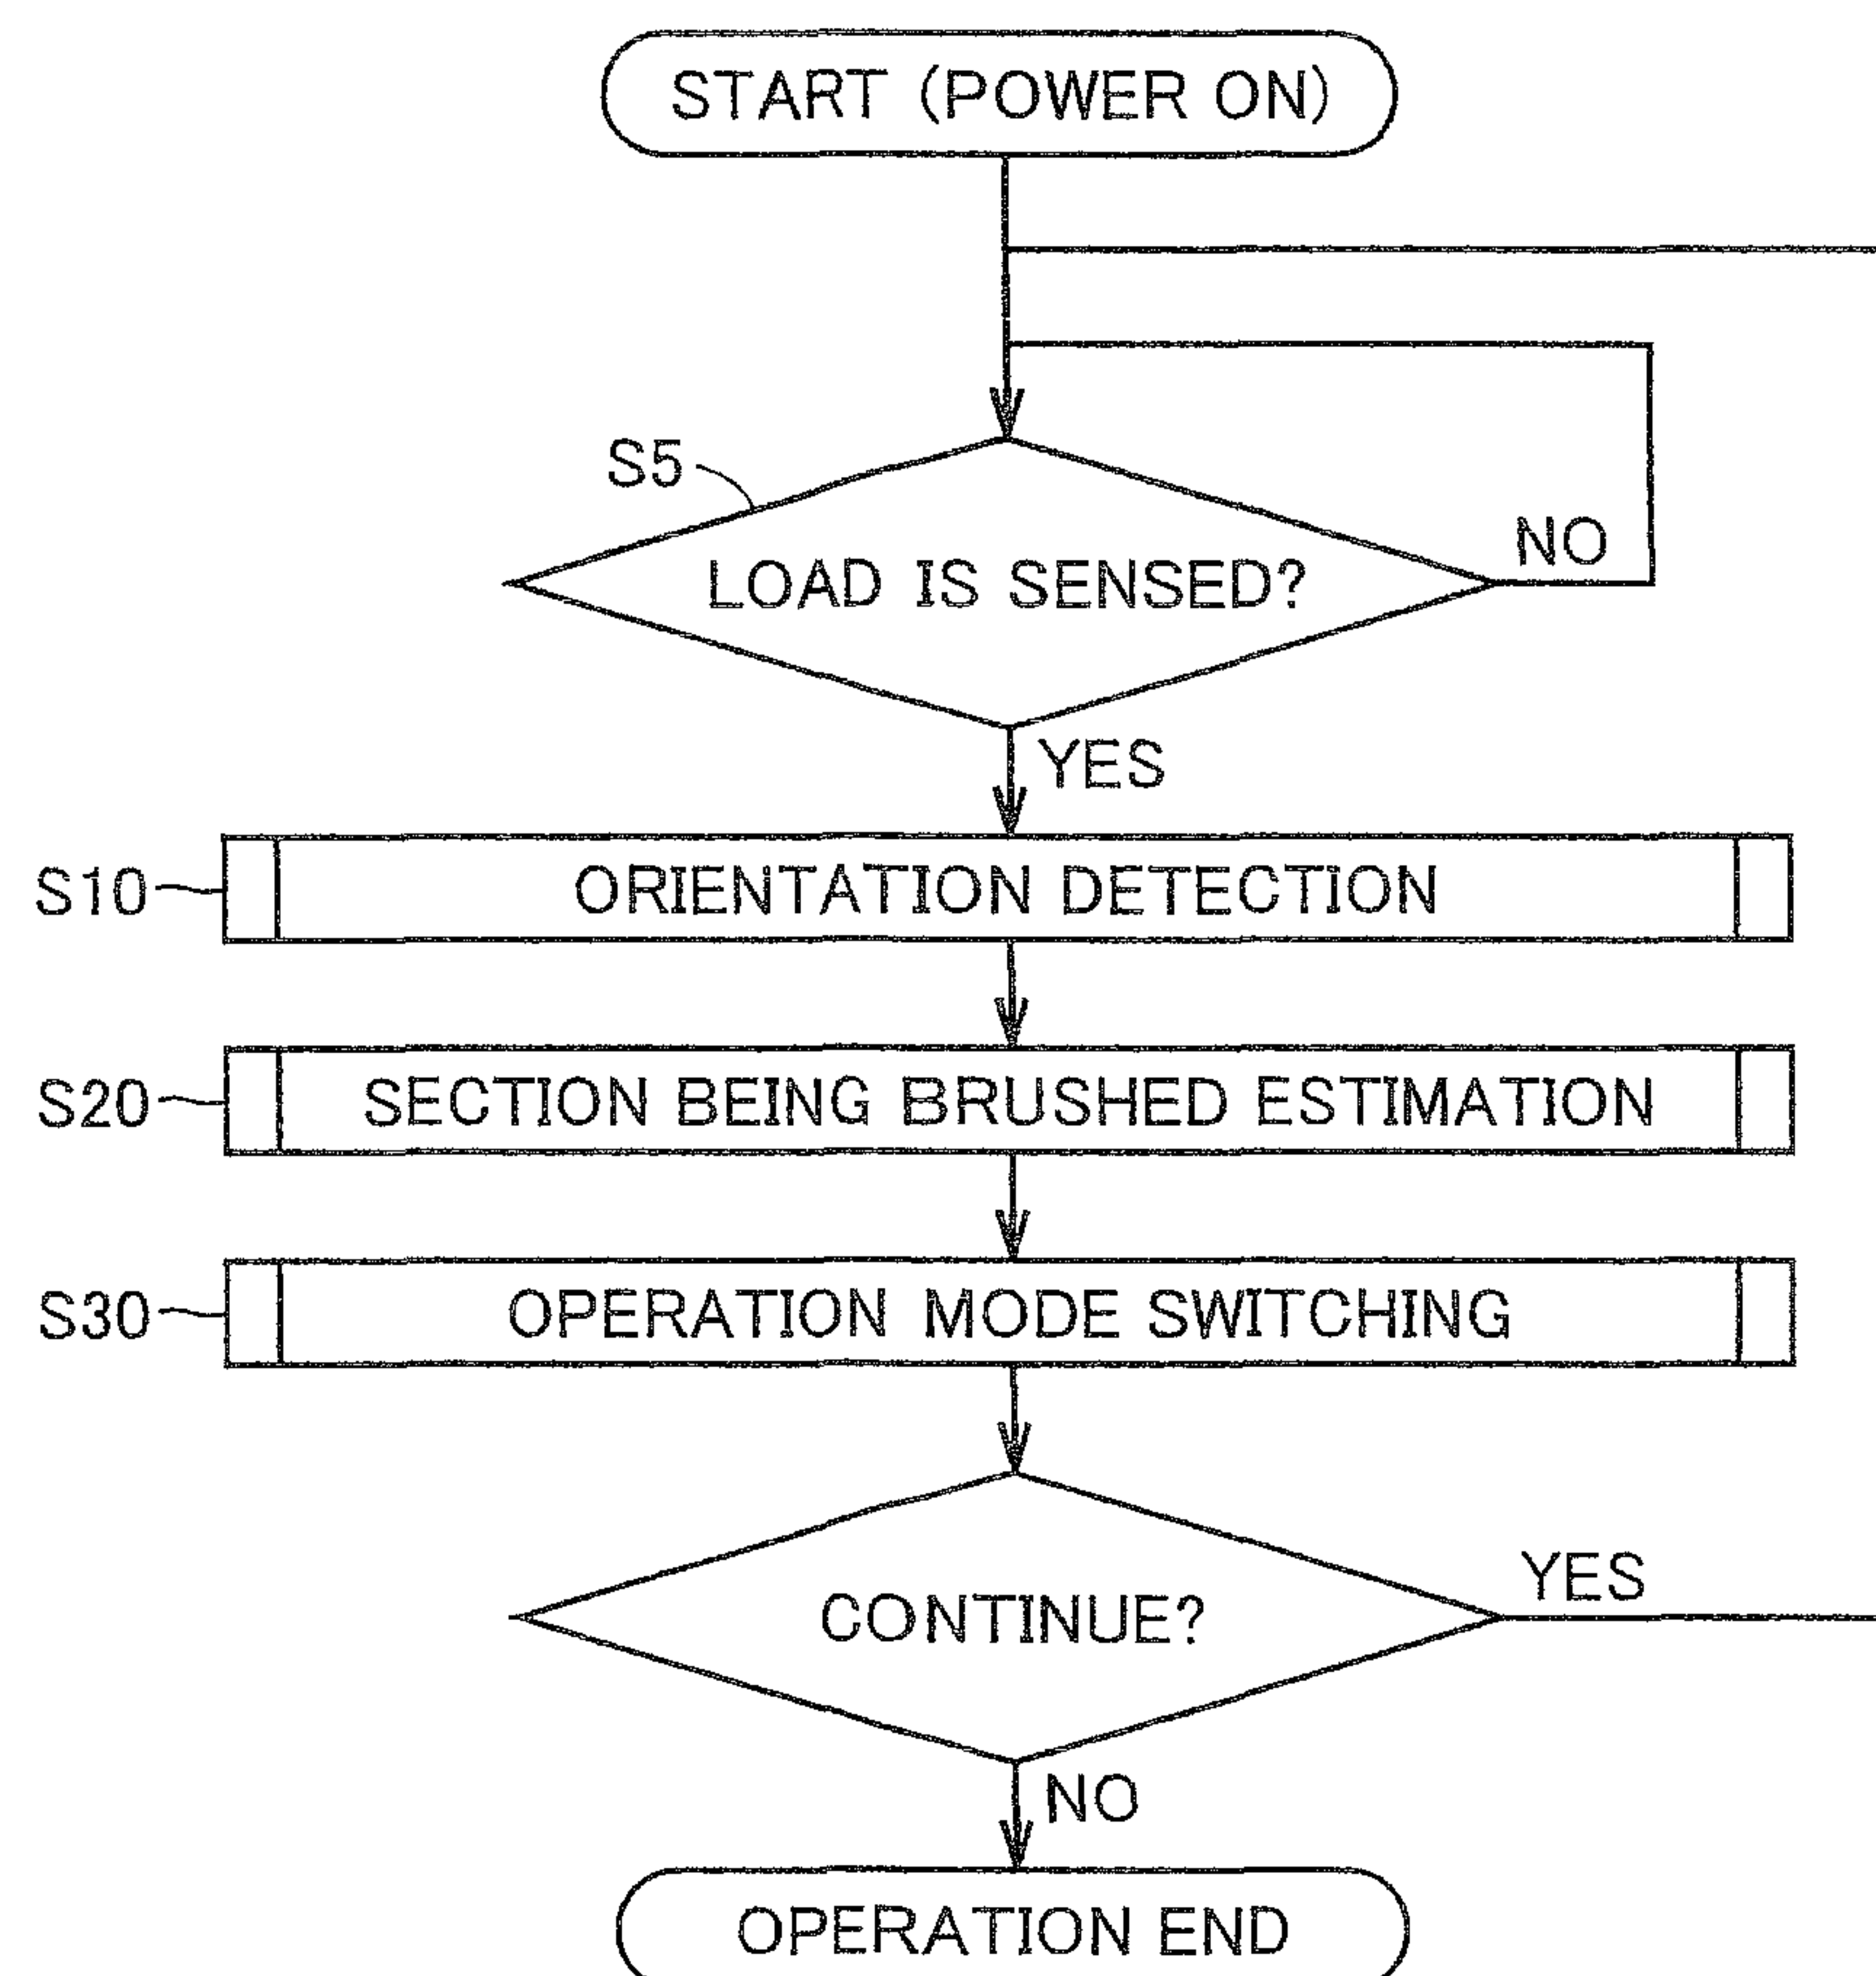 START (POWER ON)
S5
LOAD IS SENSED?
NO
YES
S10
ORIENTATION DETECTION
S20
SECTION BEING BRUSHED ESTIMATION
S30
OPERATION MODE SWITCHING
CONTINUE?
YES
NO
OPERATION END